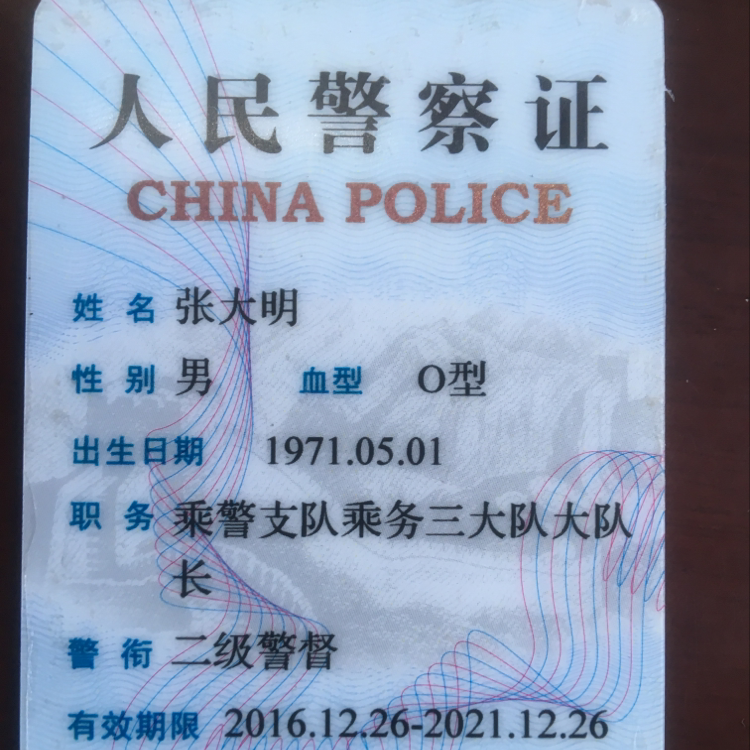 人民警察证
CHINA POLICE
姓名 张大明
性别 男 血型 O型
出生日期 1971.05.01
职务 乘警支队乘务三大队大队
长
警衔 二级警督
有效期限 2016.12.26-2021.12.26